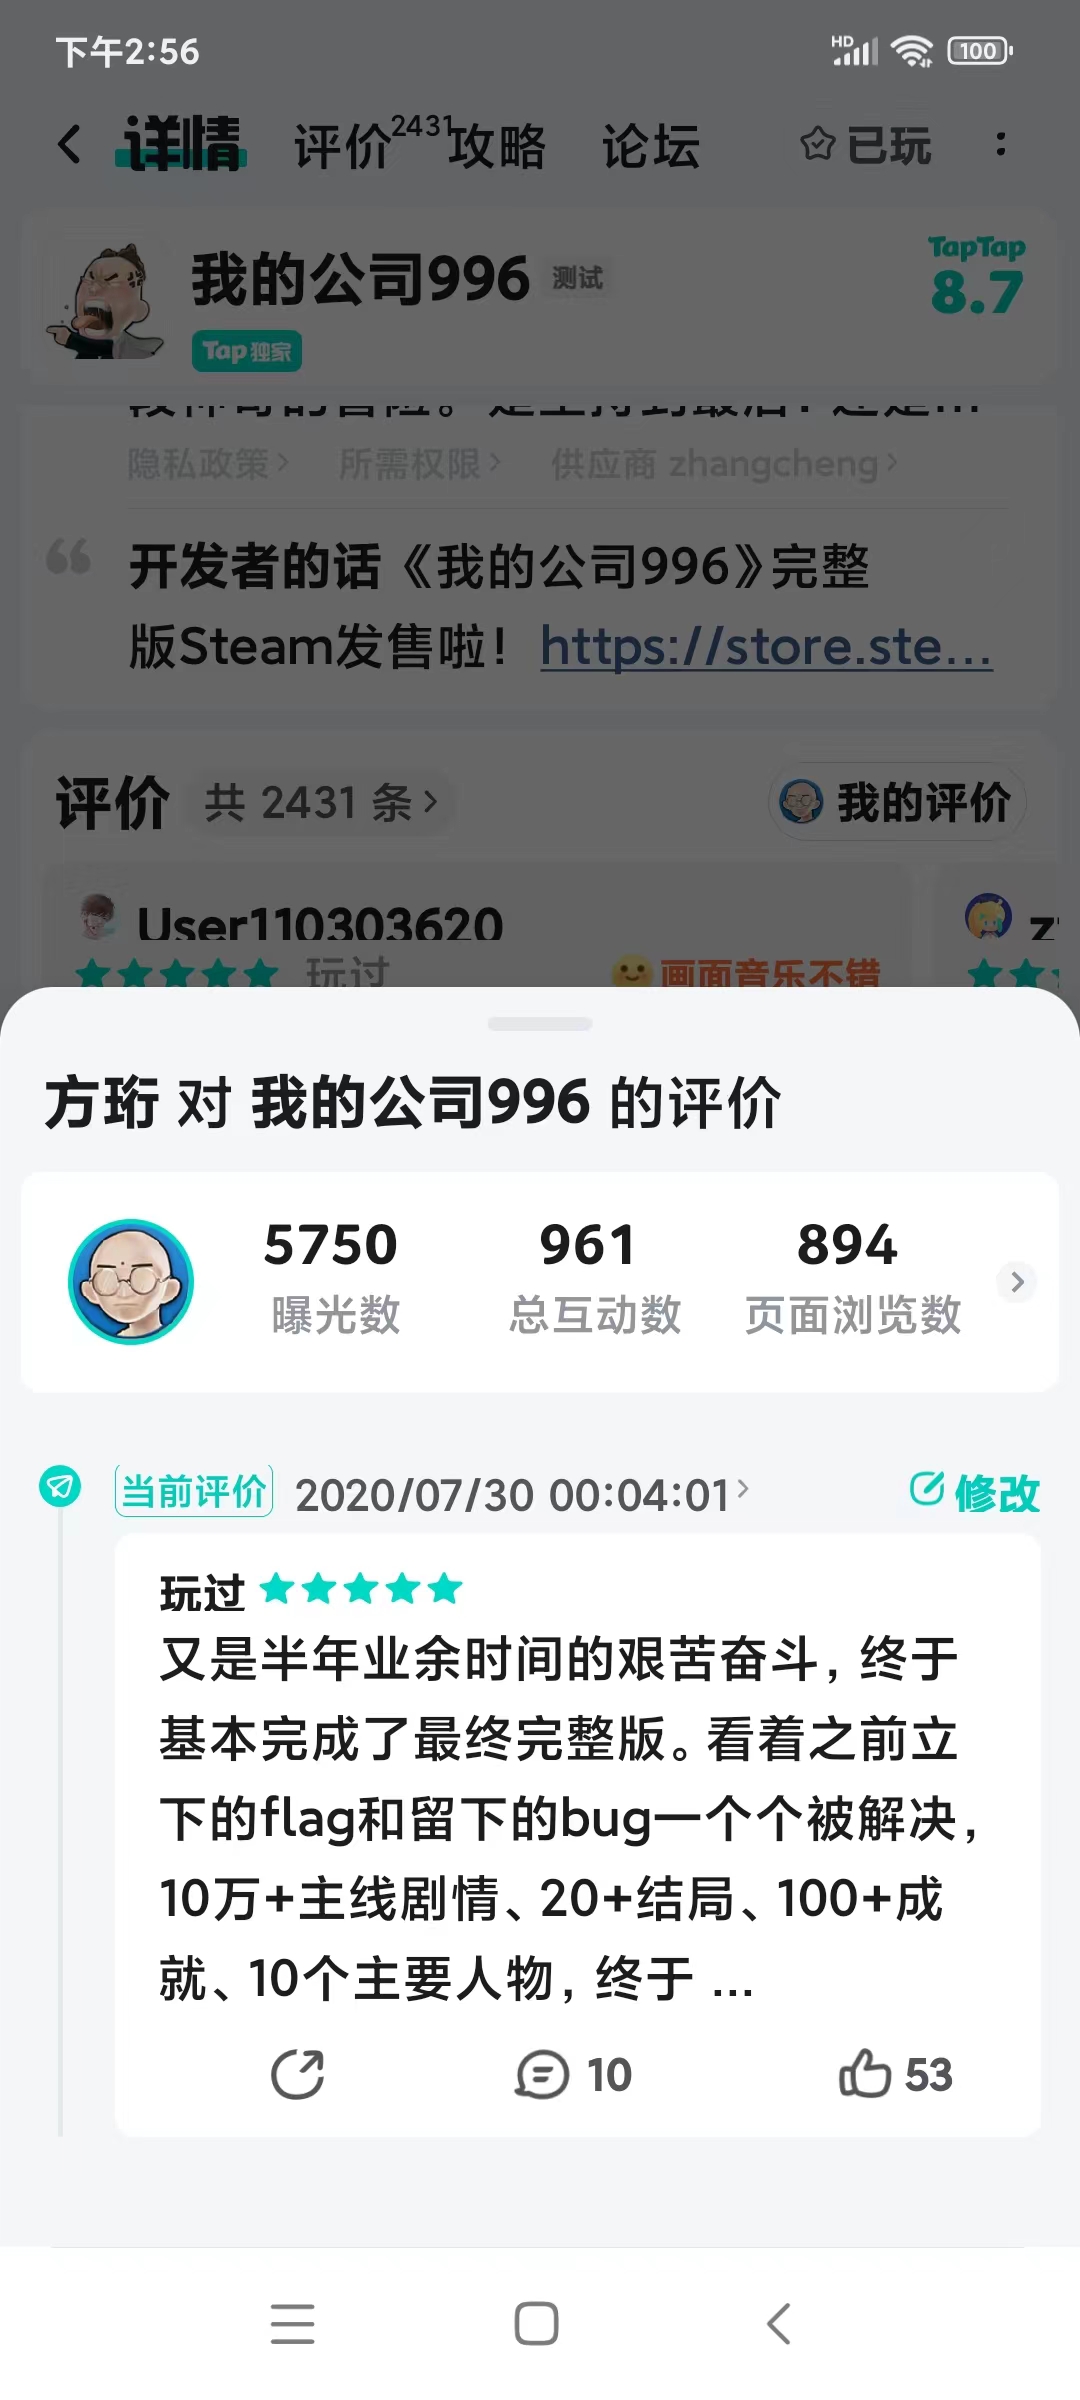 下午2:56
HD
100
详情 评价2431 攻略 论坛 已玩
我的公司996 测试
TapTap
8.7
Tap独家
隐私政策 所需权限 供应商 zhangcheng
开发者的话《我的公司996》完整
版Steam发售啦！ https://store.ste...
评价 共 2431 条 我的评价
User110303620
玩过 画面音乐不错
方珩 对 我的公司996 的评价
5750 961 894
曝光数 总互动数 页面浏览数
当前评价 2020/07/30 00:04:01 修改
玩过
又是半年业余时间的艰苦奋斗，终于
基本完成了最终完整版。看着之前立
下的flag和留下的bug一个个被解决，
10万+主线剧情、20+结局、100+成
就、10个主要人物，终于 ...
10 53